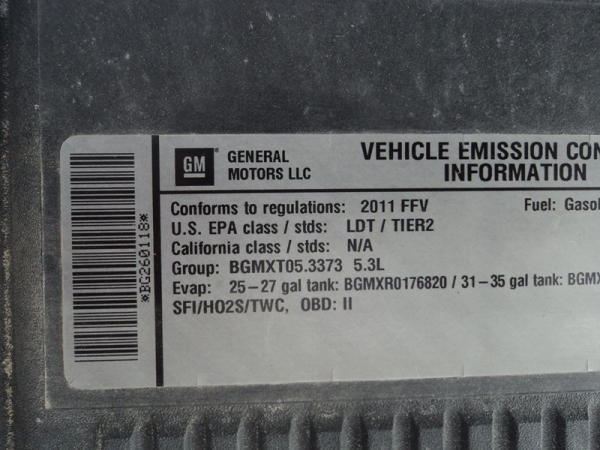 *BG260118*
GM
GENERAL
MOTORS LLC
VEHICLE EMISSION CON
INFORMATION
Conforms to regulations: 2011 FFV Fuel: Gasol
U.S. EPA class / stds: LDT / TIER2
California class / stds: N/A
Group: BGMXT05.3373 5.3L
Evap: 25-27 gal tank: BGMXR0176820 / 31-35 gal tank: BGMX
SFI/HO2S/TWC, OBD: II